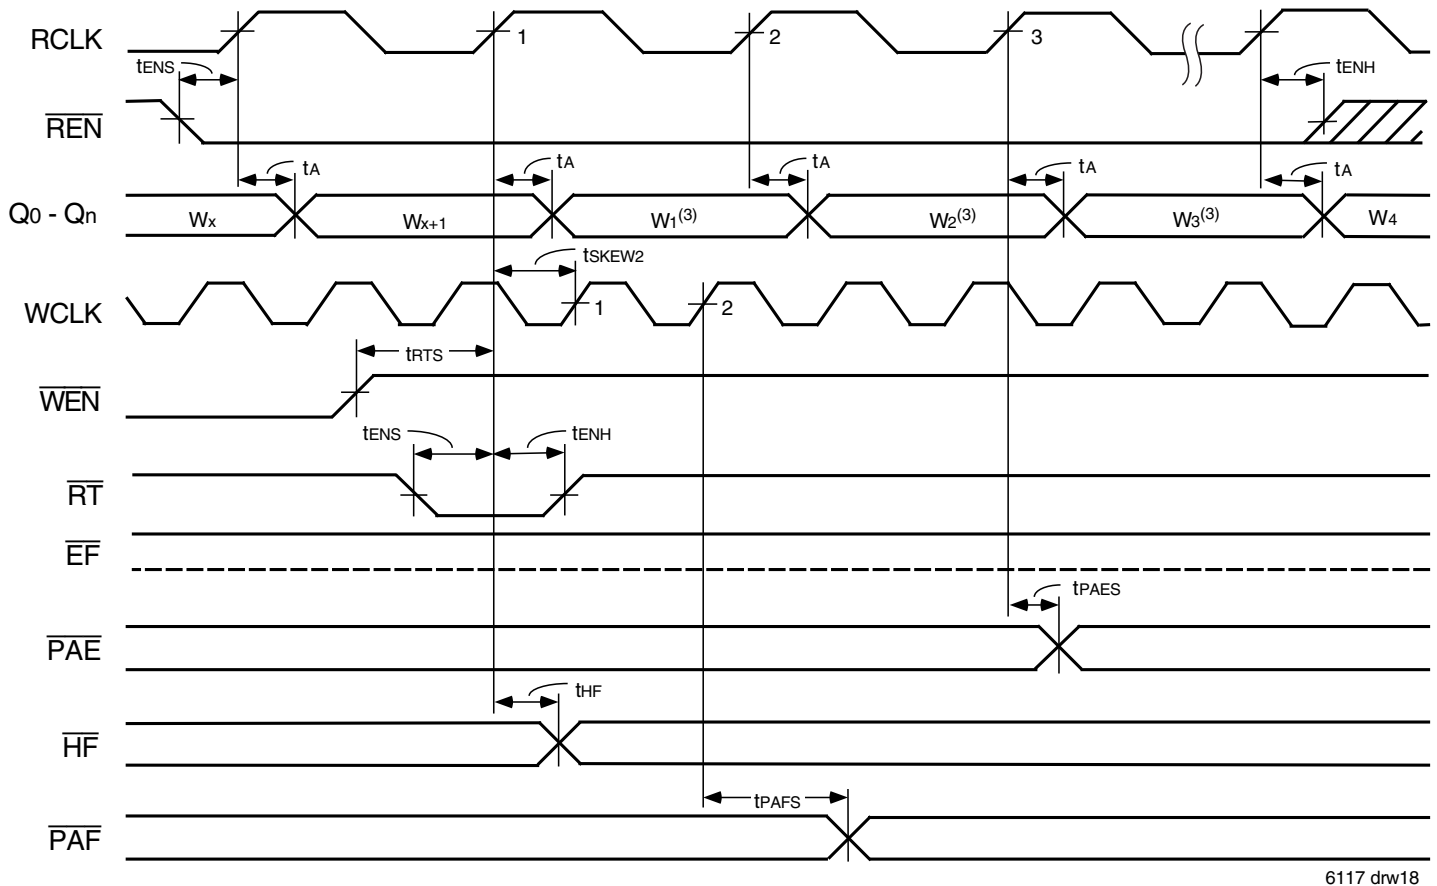 RCLK 1 2 3
tENS tENH
REN
tA tA tA tA tA
Q0 - Qn Wx Wx+1 W1(3) W2(3) W3(3) W4
tSKEW2
WCLK 1 2
tRTS
WEN
tENS tENH
RT
EF
tPAES
PAE
tHF
HF
tPAFS
PAF
6117 drw18